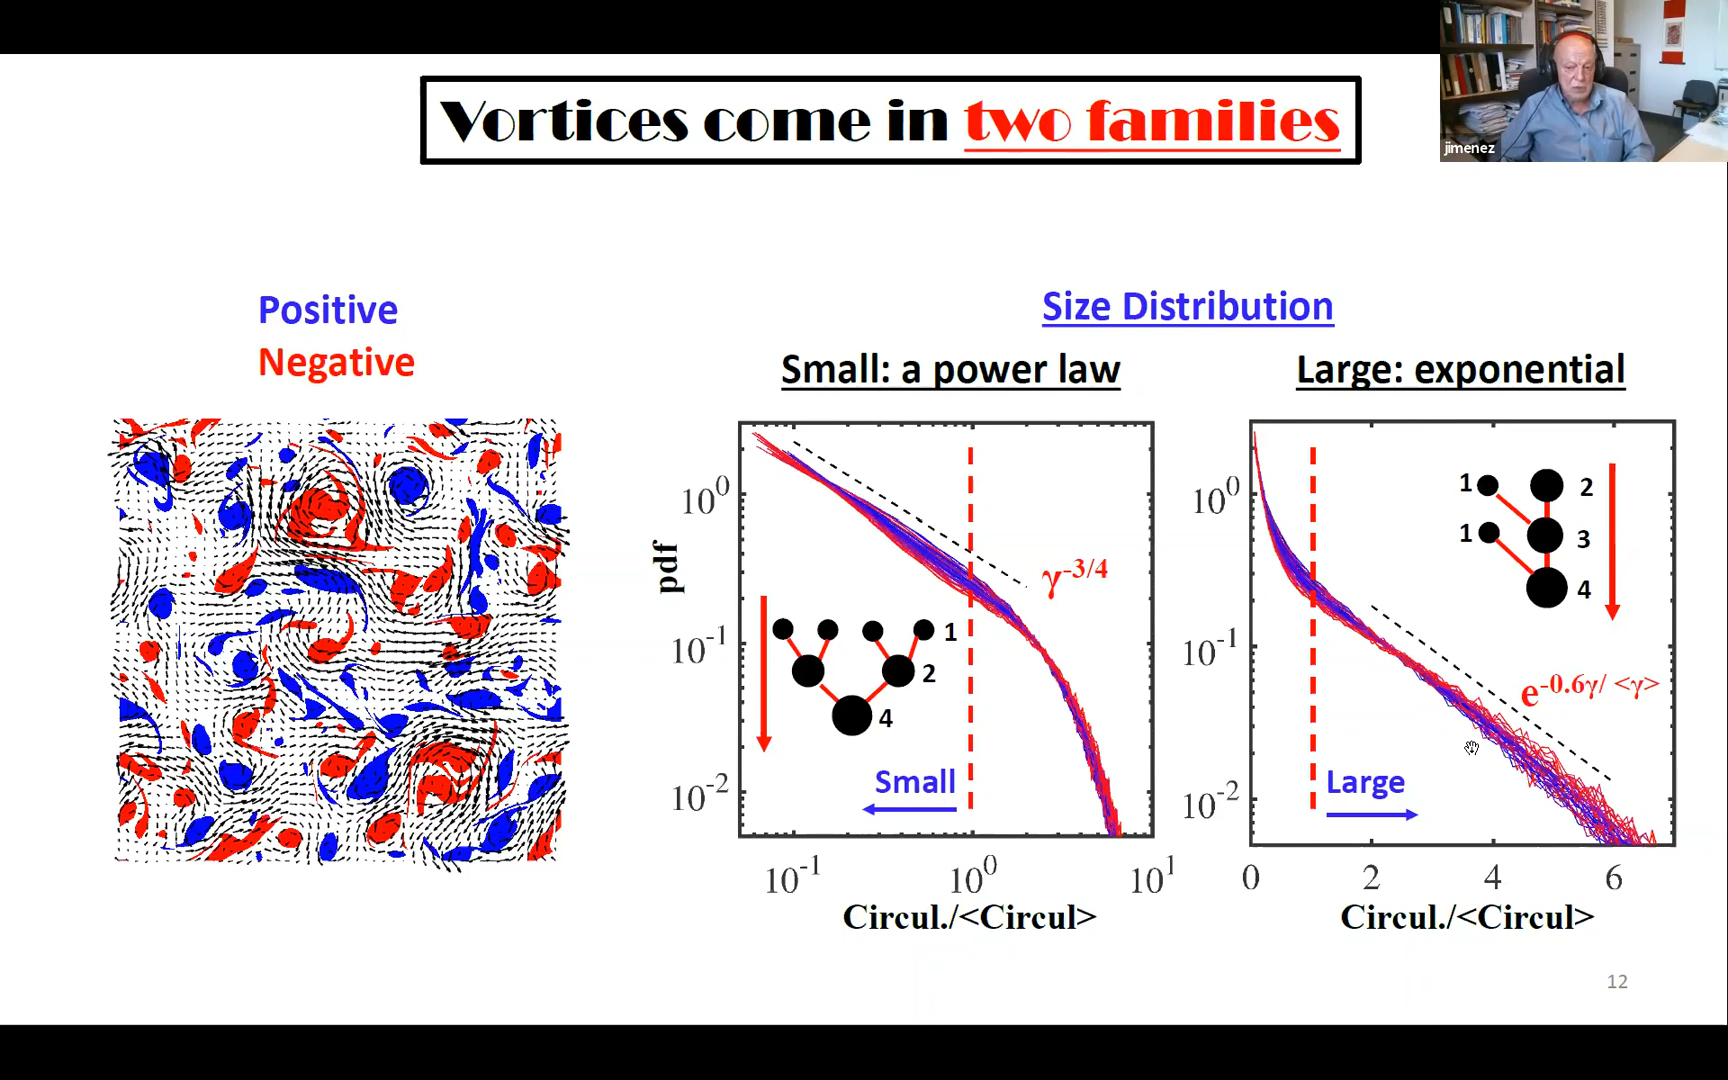 Vortices come in two families
jimenez
Positive
Negative
Size Distribution
Small: a power law
Large: exponential
pdf
10^0
10^-1
10^-2
γ^-3/4
1
2
4
Small
10^-1
10^0
10^1
Circul./<Circul>
10^0
10^-1
10^-2
1 2
1 3
4
e^-0.6γ/ <γ>
Large
0 2 4 6
Circul./<Circul>
12